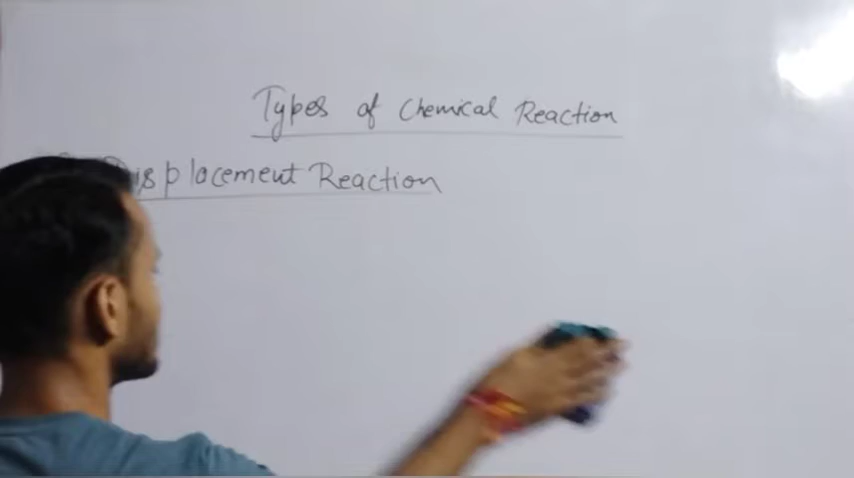 Types of Chemical Reaction
Displacement Reaction